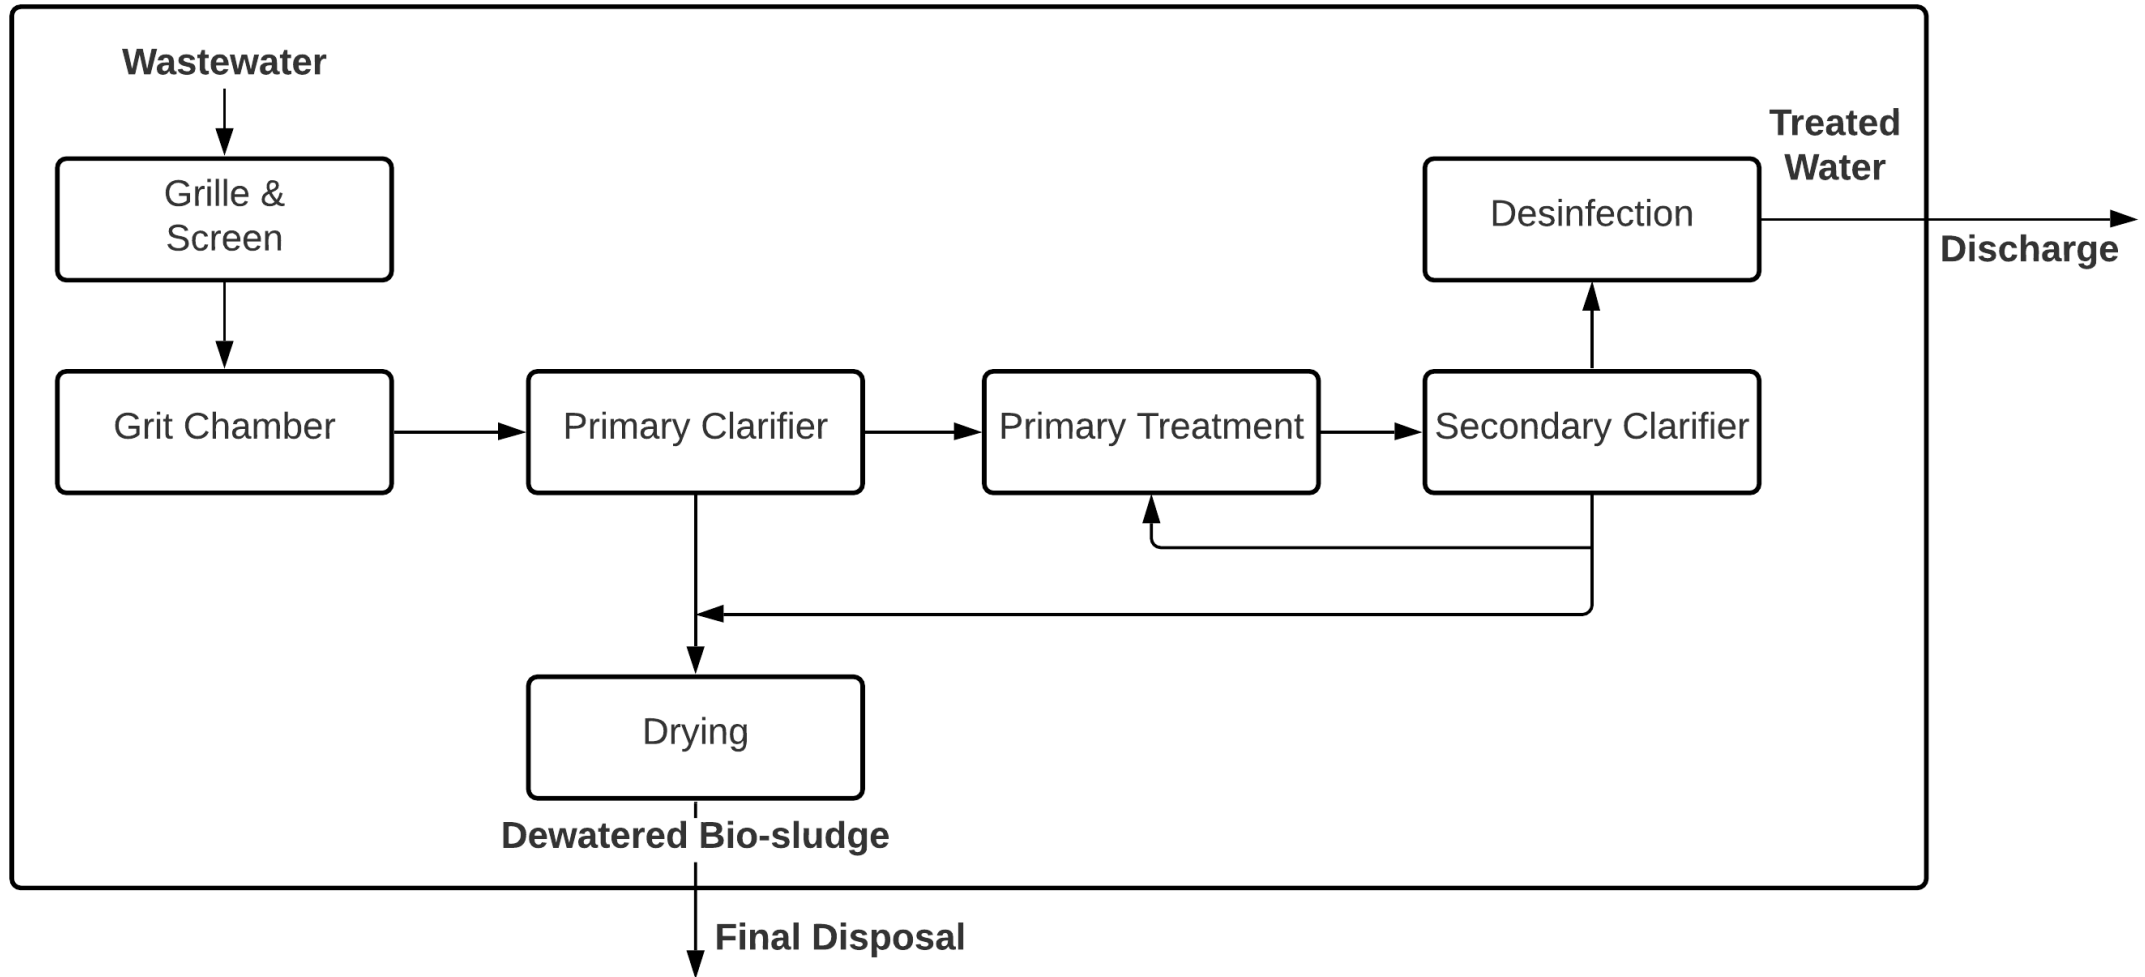 Wastewater
Grille &
Screen
Grit Chamber
Primary Clarifier
Primary Treatment
Secondary Clarifier
Desinfection
Treated
Water
Discharge
Drying
Dewatered Bio-sludge
Final Disposal